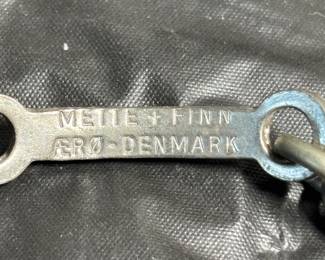 METTE + FINN
ÆRØ - DENMARK